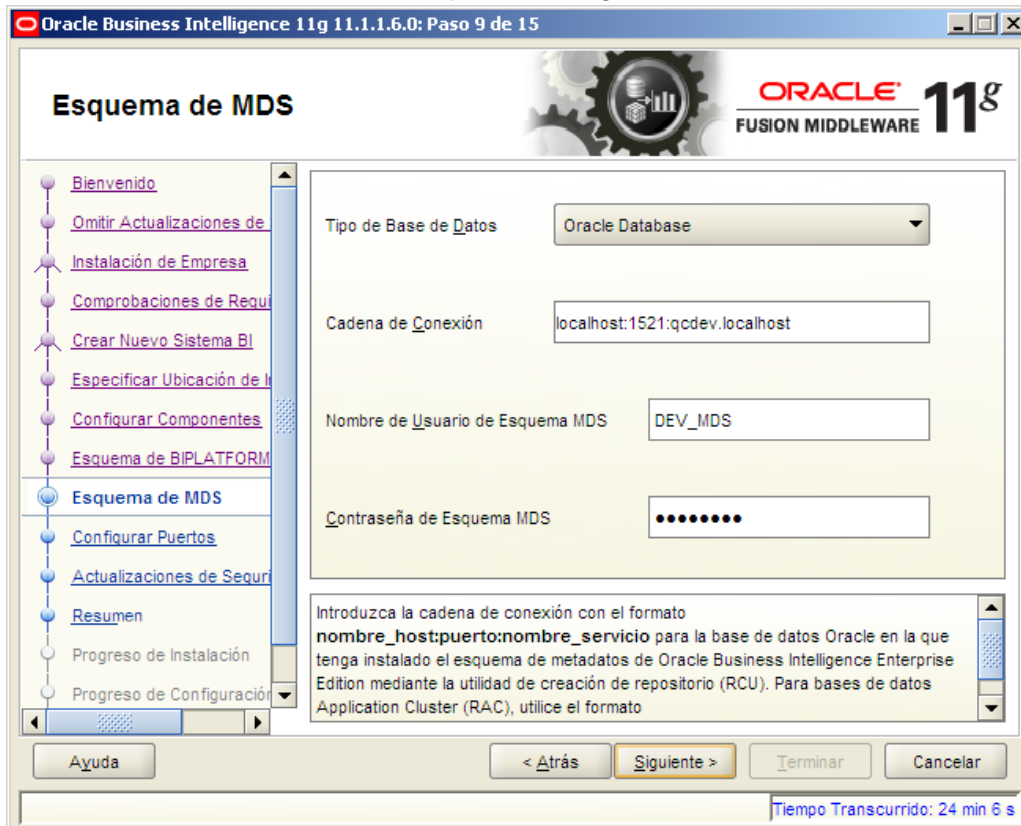 Oracle Business Intelligence 11g 11.1.1.6.0: Paso 9 de 15
Esquema de MDS
ORACLE
FUSION MIDDLEWARE
11g
Bienvenido
Omitir Actualizaciones de
Instalación de Empresa
Comprobaciones de Requi
Crear Nuevo Sistema BI
Especificar Ubicación de
Configurar Componentes
Esquema de BIPLATFORM
Esquema de MDS
Configurar Puertos
Actualizaciones de Seguri
Resumen
Progreso de Instalación
Progreso de Configuración
Tipo de Base de Datos
Oracle Database
Cadena de Conexión
localhost:1521:qcdev.localhost
Nombre de Usuario de Esquema MDS
DEV_MDS
Contraseña de Esquema MDS
••••••••
Introduzca la cadena de conexión con el formato
nombre_host:puerto:nombre_servicio para la base de datos Oracle en la que
tenga instalado el esquema de metadatos de Oracle Business Intelligence Enterprise
Edition mediante la utilidad de creación de repositorio (RCU). Para bases de datos
Application Cluster (RAC), utilice el formato
Ayuda
< Atrás
Siguiente >
Terminar
Cancelar
Tiempo Transcurrido: 24 min 6 s